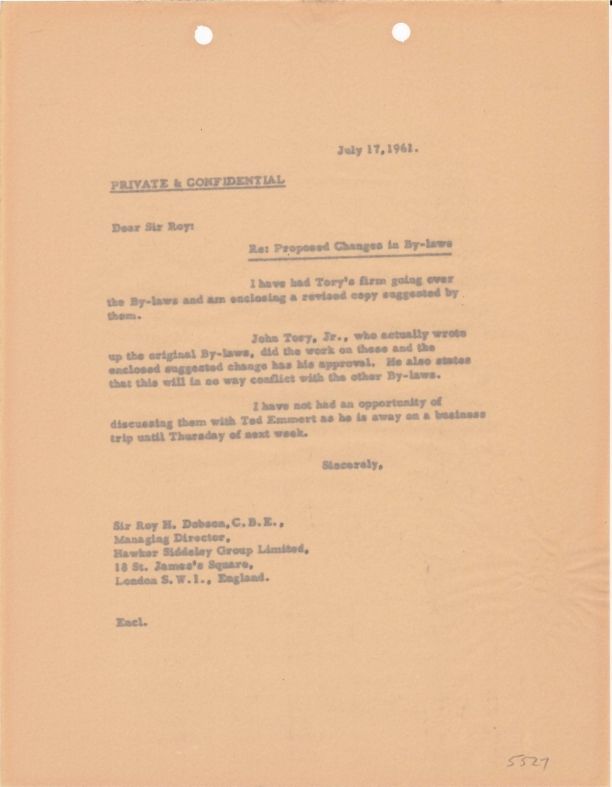 July 17,1961.
PRIVATE & CONFIDENTIAL
Dear Sir Roy:
Re: Proposed Changes in By-laws
I have had Tory's firm going over
the By-laws and am enclosing a revised copy suggested by
them.
John Tory, Jr., who actually wrote
up the original By-laws, did the work on these and the
enclosed suggested change has his approval. He also states
that this will in no way conflict with the other By-laws.
I have not had an opportunity of
discussing them with Ted Emmert as he is away on a business
trip until Thursday of next week.
Sincerely,
Sir Roy H. Dobson, C.B.E.,
Managing Director,
Hawker Siddeley Group Limited,
18 St. James's Square,
London S.W.1., England.
Encl.
5527